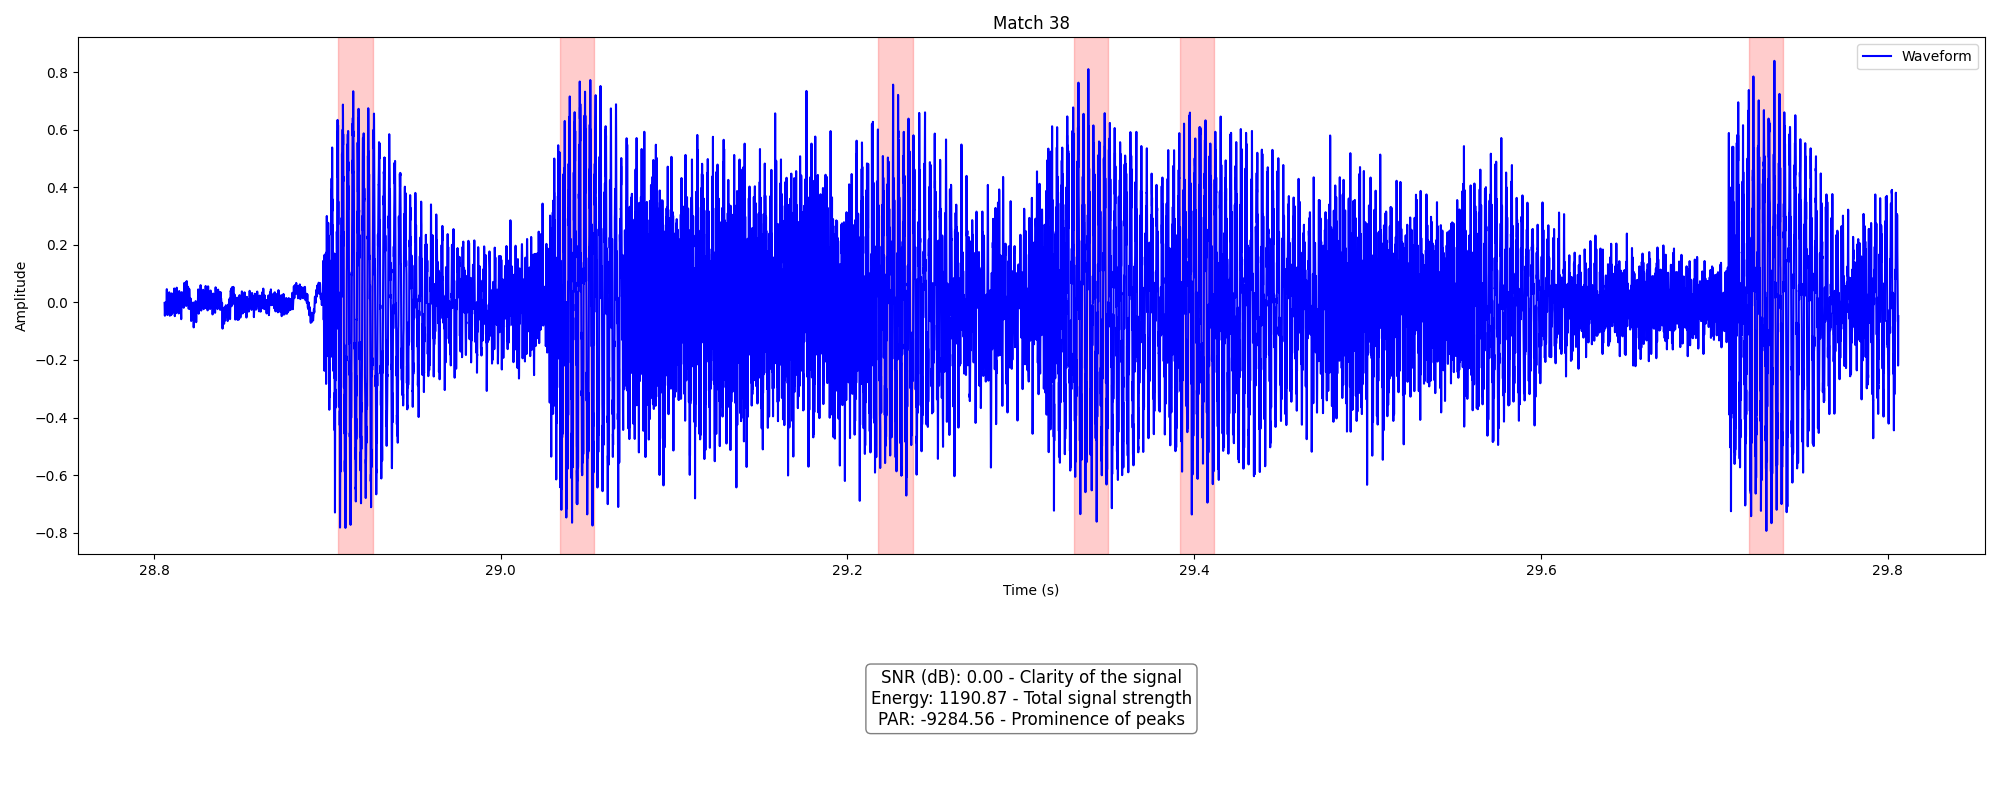 Match 38
Waveform
0.8
0.6
0.4
0.2
0.0
−0.2
−0.4
−0.6
−0.8
Amplitude
28.8 29.0 29.2 29.4 29.6 29.8
Time (s)
SNR (dB): 0.00 - Clarity of the signal
Energy: 1190.87 - Total signal strength
PAR: -9284.56 - Prominence of peaks